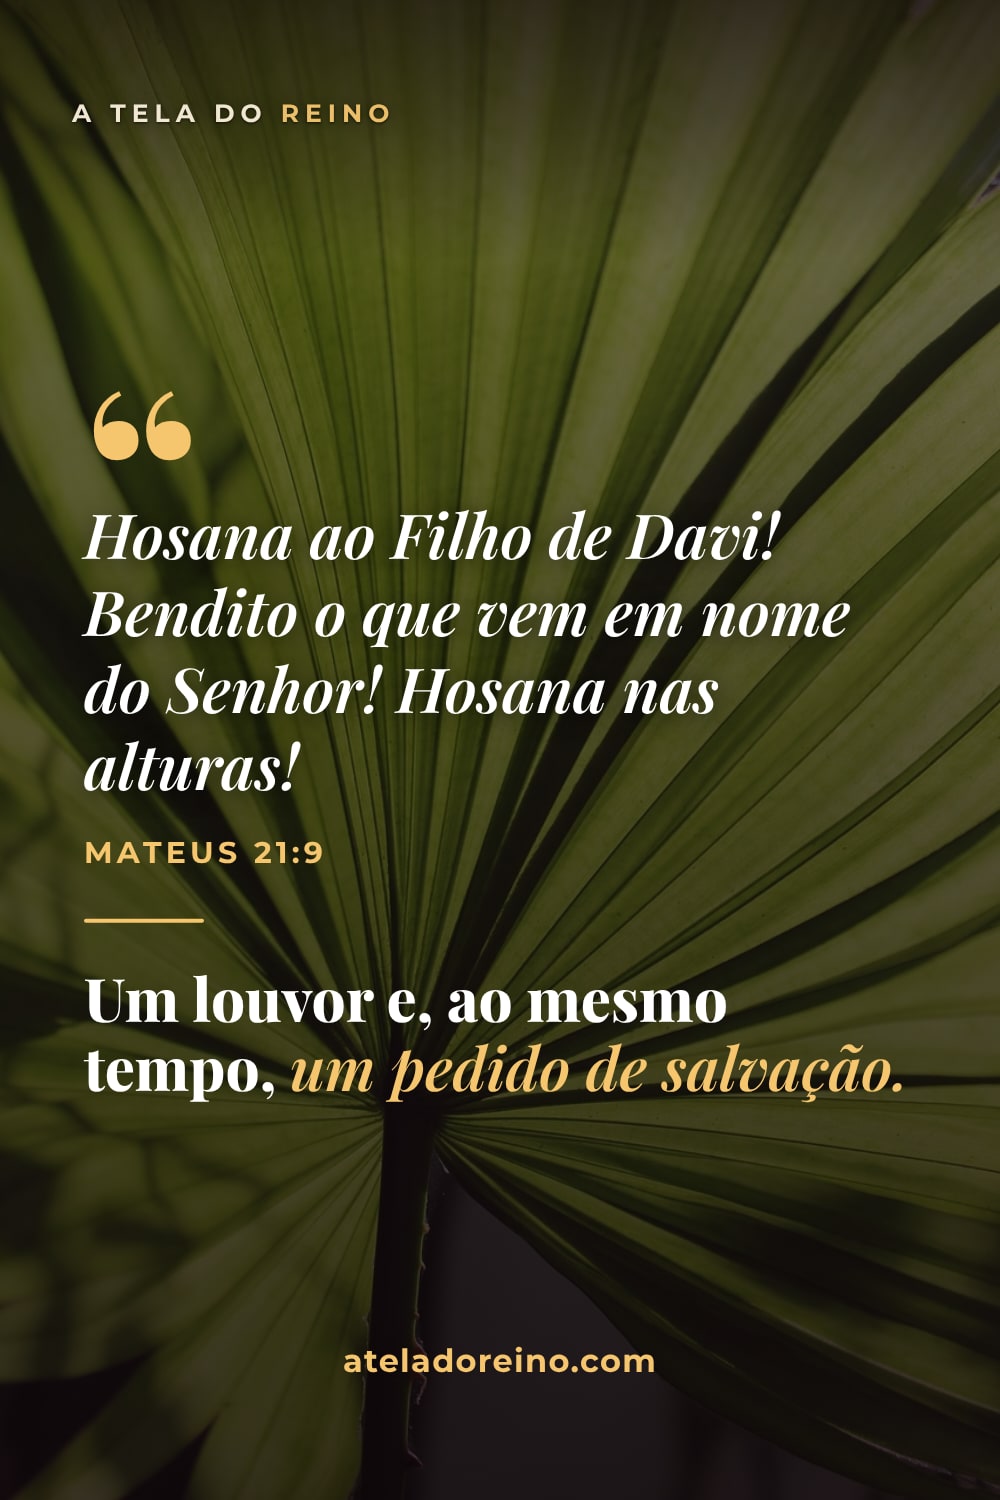 A TELA DO REINO
“
Hosana ao Filho de Davi!
Bendito o que vem em nome
do Senhor! Hosana nas
alturas!
MATEUS 21:9
Um louvor e, ao mesmo
tempo, um pedido de salvação.
ateladoreino.com